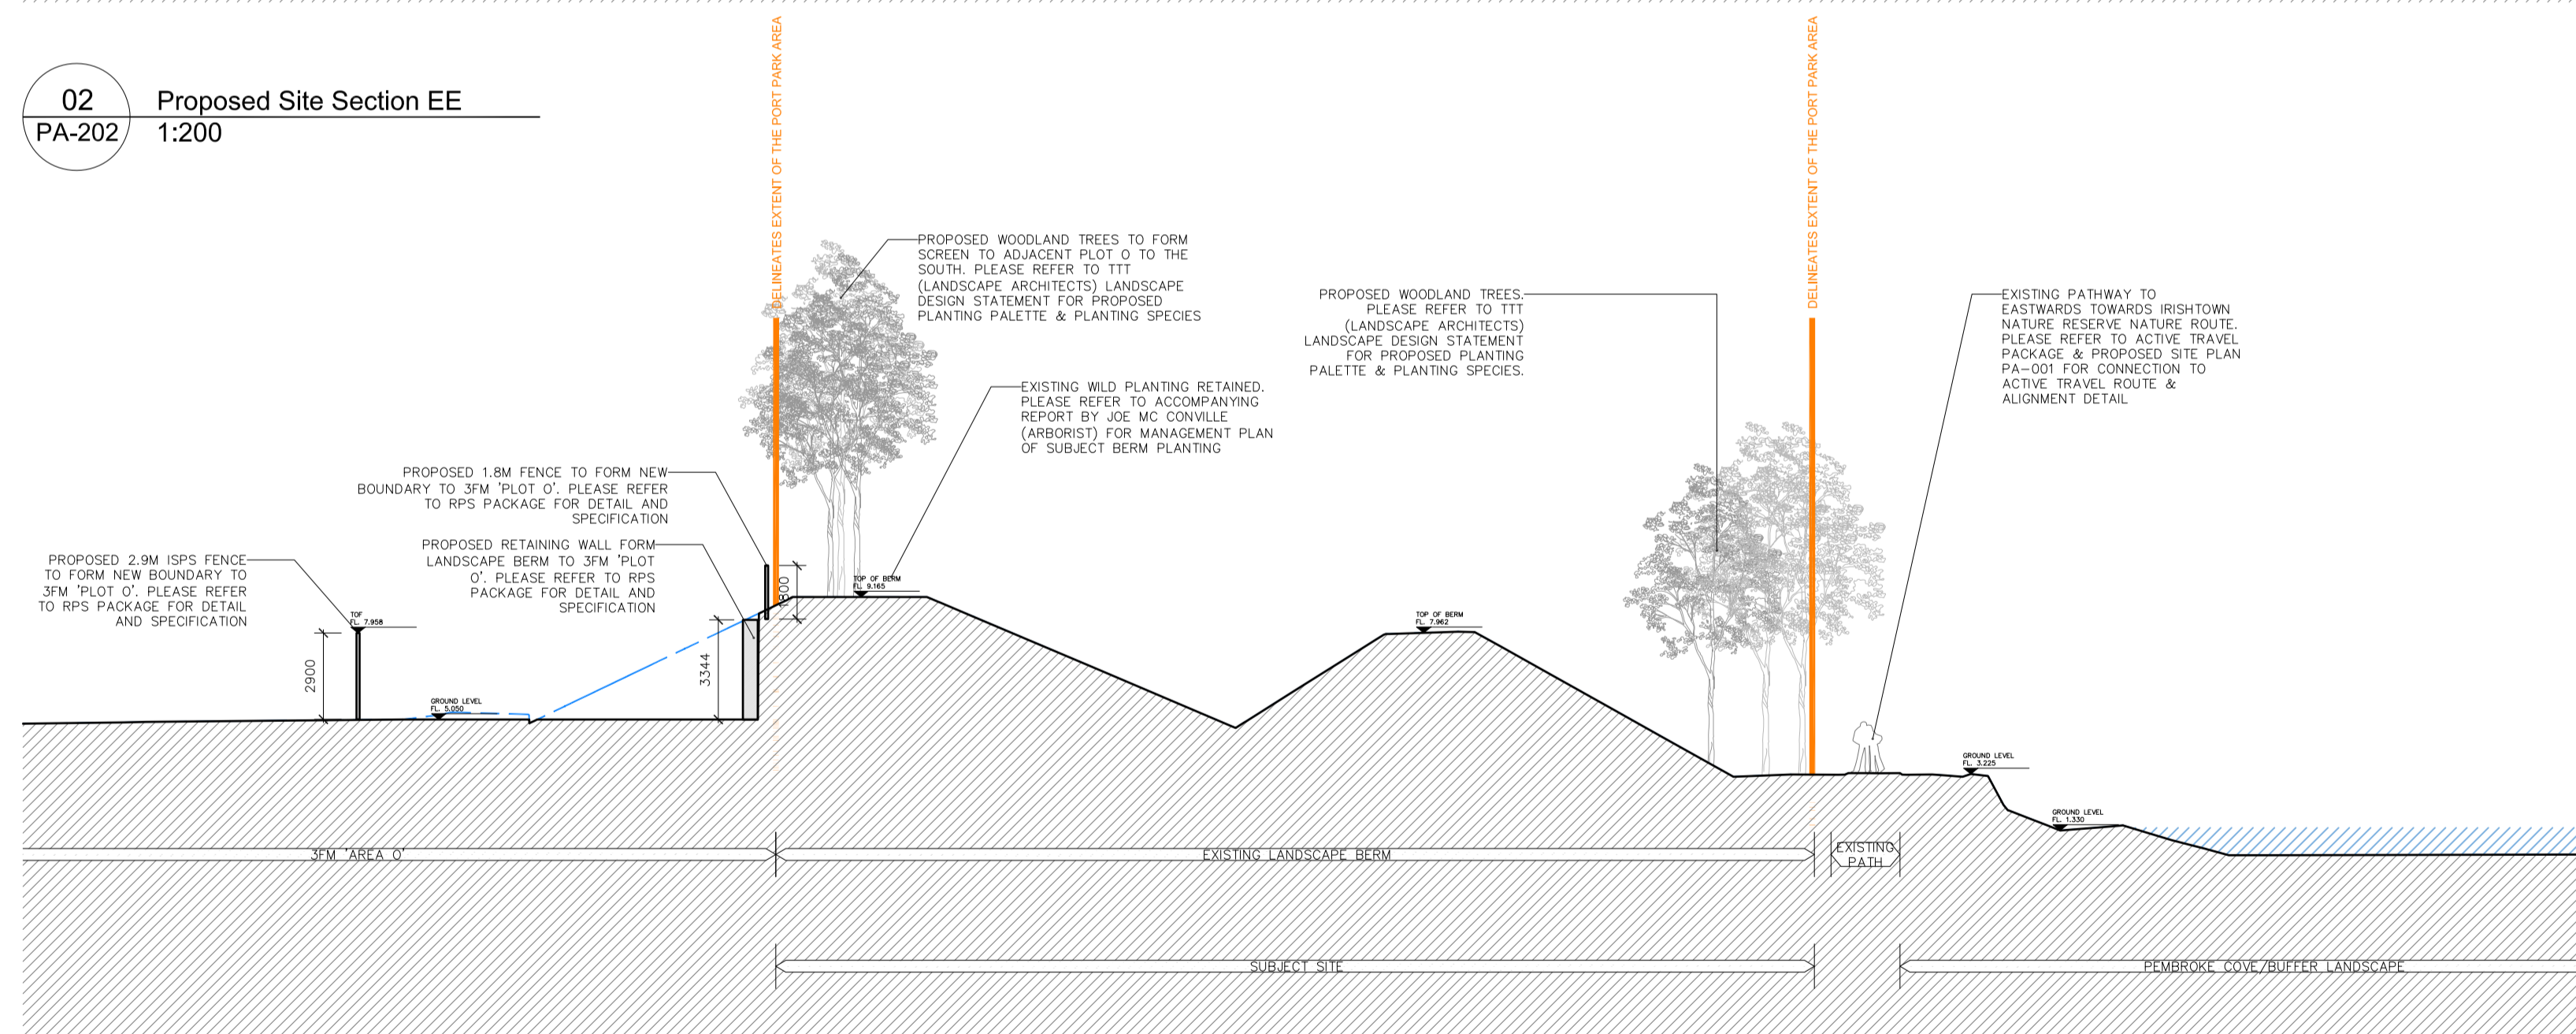 02
PA-202
Proposed Site Section EE
1:200
DELINEATES EXTENT OF THE PORT PARK AREA
DELINEATES EXTENT OF THE PORT PARK AREA
PROPOSED WOODLAND TREES TO FORM
SCREEN TO ADJACENT PLOT O TO THE
SOUTH. PLEASE REFER TO TTT
(LANDSCAPE ARCHITECTS) LANDSCAPE
DESIGN STATEMENT FOR PROPOSED
PLANTING PALETTE & PLANTING SPECIES
EXISTING WILD PLANTING RETAINED.
PLEASE REFER TO ACCOMPANYING
REPORT BY JOE MC CONVILLE
(ARBORIST) FOR MANAGEMENT PLAN
OF SUBJECT BERM PLANTING
PROPOSED WOODLAND TREES.
PLEASE REFER TO TTT
(LANDSCAPE ARCHITECTS)
LANDSCAPE DESIGN STATEMENT
FOR PROPOSED PLANTING
PALETTE & PLANTING SPECIES.
EXISTING PATHWAY TO
EASTWARDS TOWARDS IRISHTOWN
NATURE RESERVE NATURE ROUTE.
PLEASE REFER TO ACTIVE TRAVEL
PACKAGE & PROPOSED SITE PLAN
PA-001 FOR CONNECTION TO
ACTIVE TRAVEL ROUTE &
ALIGNMENT DETAIL
PROPOSED 1.8M FENCE TO FORM NEW
BOUNDARY TO 3FM 'PLOT O'. PLEASE REFER
TO RPS PACKAGE FOR DETAIL AND
SPECIFICATION
PROPOSED RETAINING WALL FORM
LANDSCAPE BERM TO 3FM 'PLOT
O'. PLEASE REFER TO RPS
PACKAGE FOR DETAIL AND
SPECIFICATION
PROPOSED 2.9M ISPS FENCE
TO FORM NEW BOUNDARY TO
3FM 'PLOT O'. PLEASE REFER
TO RPS PACKAGE FOR DETAIL
AND SPECIFICATION
TOF
FL. 7.958
2900
GROUND LEVEL
FL. 5.050
3344
1800
TOP OF BERM
FL. 9.165
TOP OF BERM
FL. 7.962
GROUND LEVEL
FL. 3.225
GROUND LEVEL
FL. 1.330
3FM 'AREA O'
EXISTING LANDSCAPE BERM
EXISTING
PATH
SUBJECT SITE
PEMBROKE COVE/BUFFER LANDSCAPE